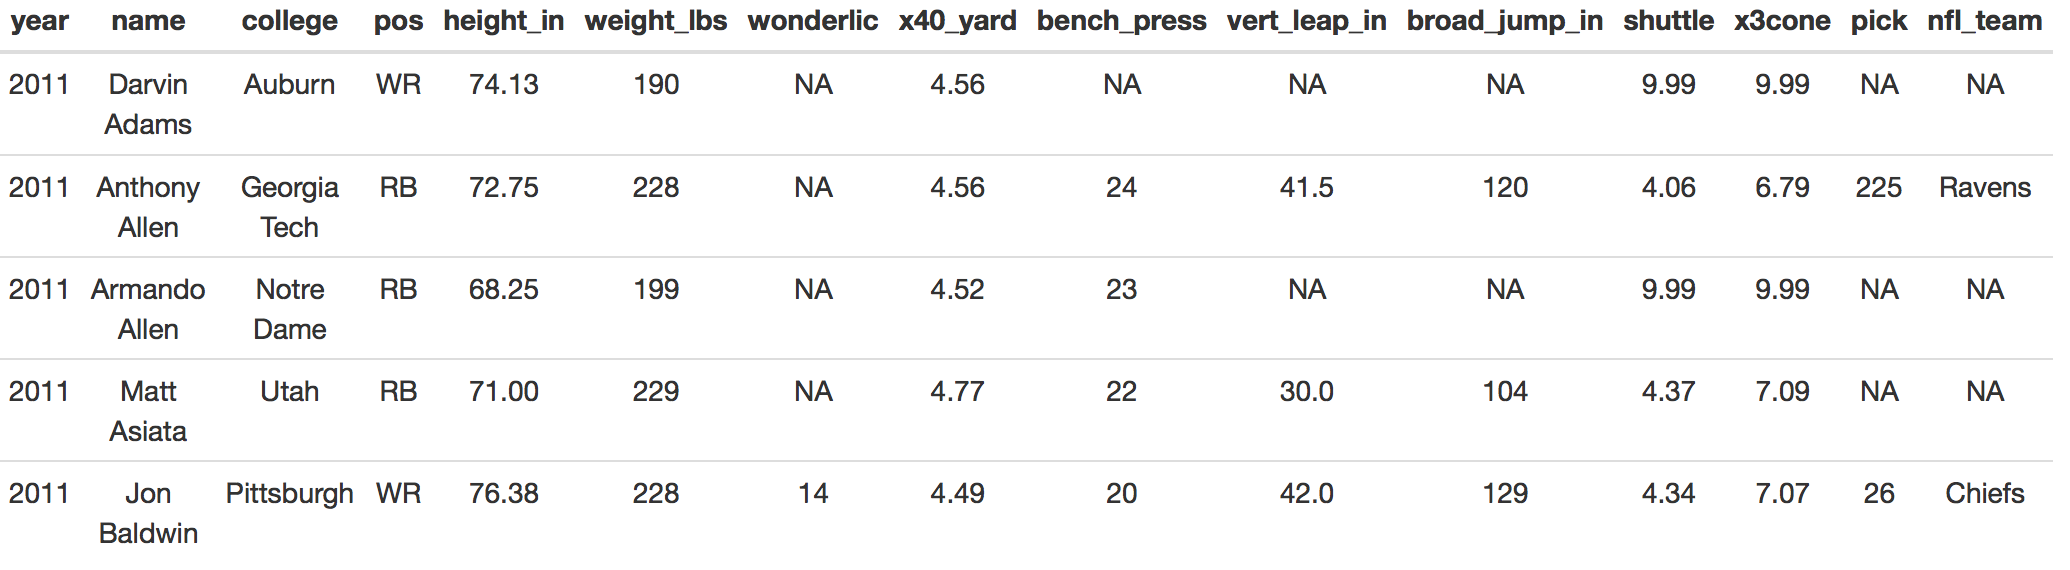 year name college pos height_in weight_lbs wonderlic x40_yard bench_press vert_leap_in broad_jump_in shuttle x3cone pick nfl_team
2011 Darvin Auburn WR 74.13 190 NA 4.56 NA NA NA 9.99 9.99 NA NA
Adams
2011 Anthony Georgia RB 72.75 228 NA 4.56 24 41.5 120 4.06 6.79 225 Ravens
Allen Tech
2011 Armando Notre RB 68.25 199 NA 4.52 23 NA NA 9.99 9.99 NA NA
Allen Dame
2011 Matt Utah RB 71.00 229 NA 4.77 22 30.0 104 4.37 7.09 NA NA
Asiata
2011 Jon Pittsburgh WR 76.38 228 14 4.49 20 42.0 129 4.34 7.07 26 Chiefs
Baldwin